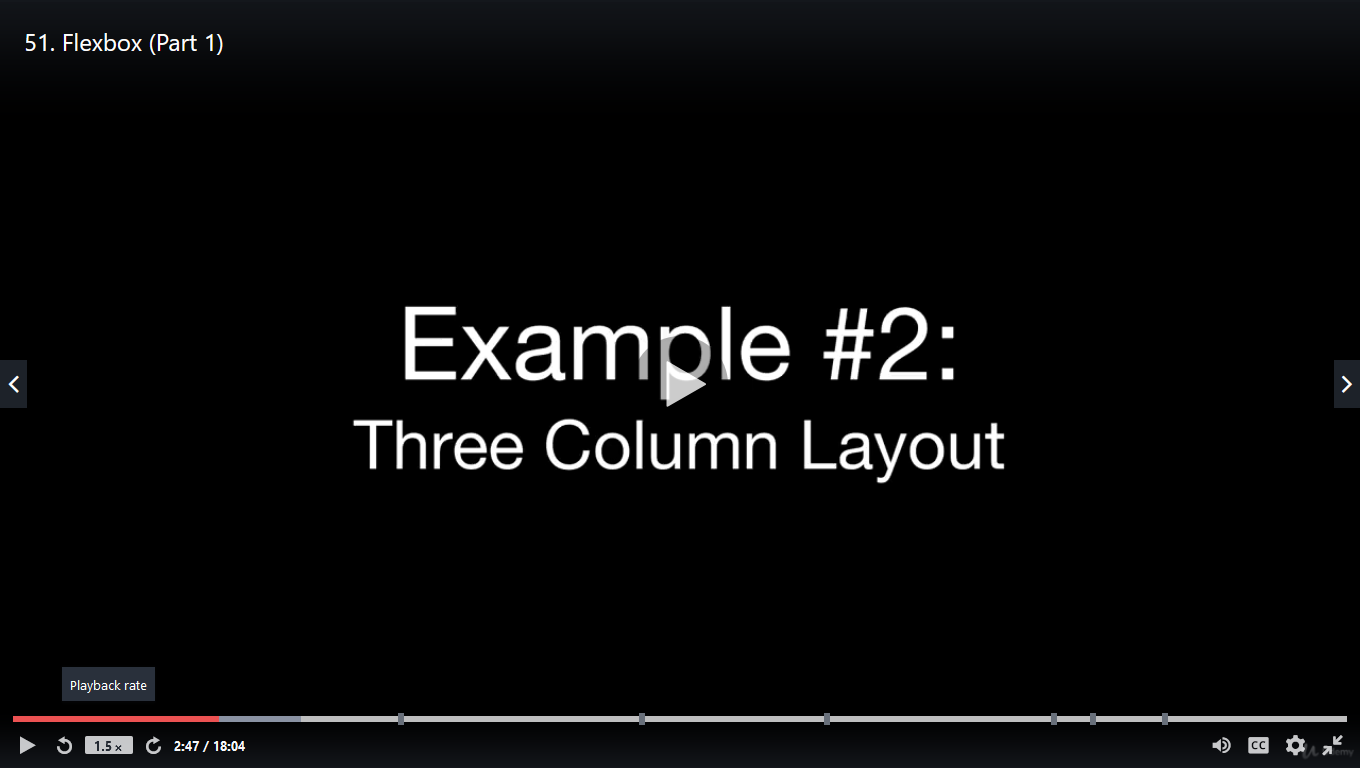 51. Flexbox (Part 1)
Example #2:
Three Column Layout
Playback rate
1.5 x
2:47 / 18:04
CC